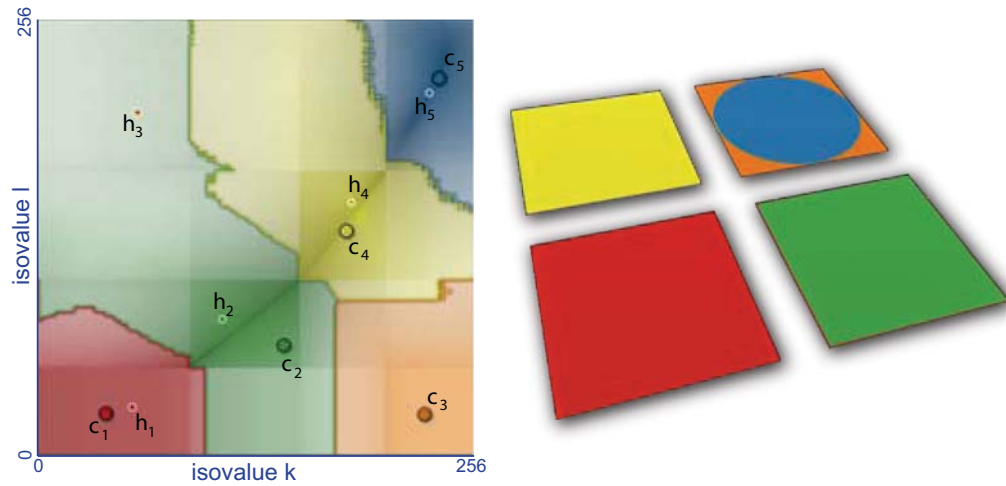 256
c5
h5
h3
h4
c4
isovalue l
h2
c2
c3
c1
h1
0
0
isovalue k
256